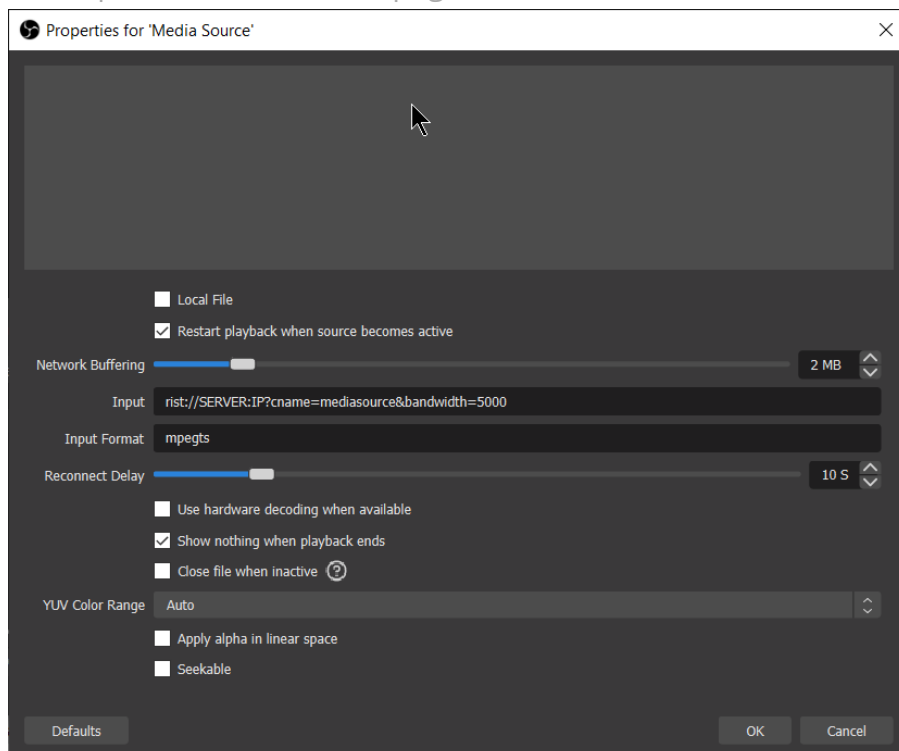 Properties for 'Media Source'
Local File
Restart playback when source becomes active
Network Buffering 2 MB
Input rist://SERVER:IP?cname=mediasource&bandwidth=5000
Input Format mpegts
Reconnect Delay 10 S
Use hardware decoding when available
Show nothing when playback ends
Close file when inactive ?
YUV Color Range Auto
Apply alpha in linear space
Seekable
Defaults OK Cancel